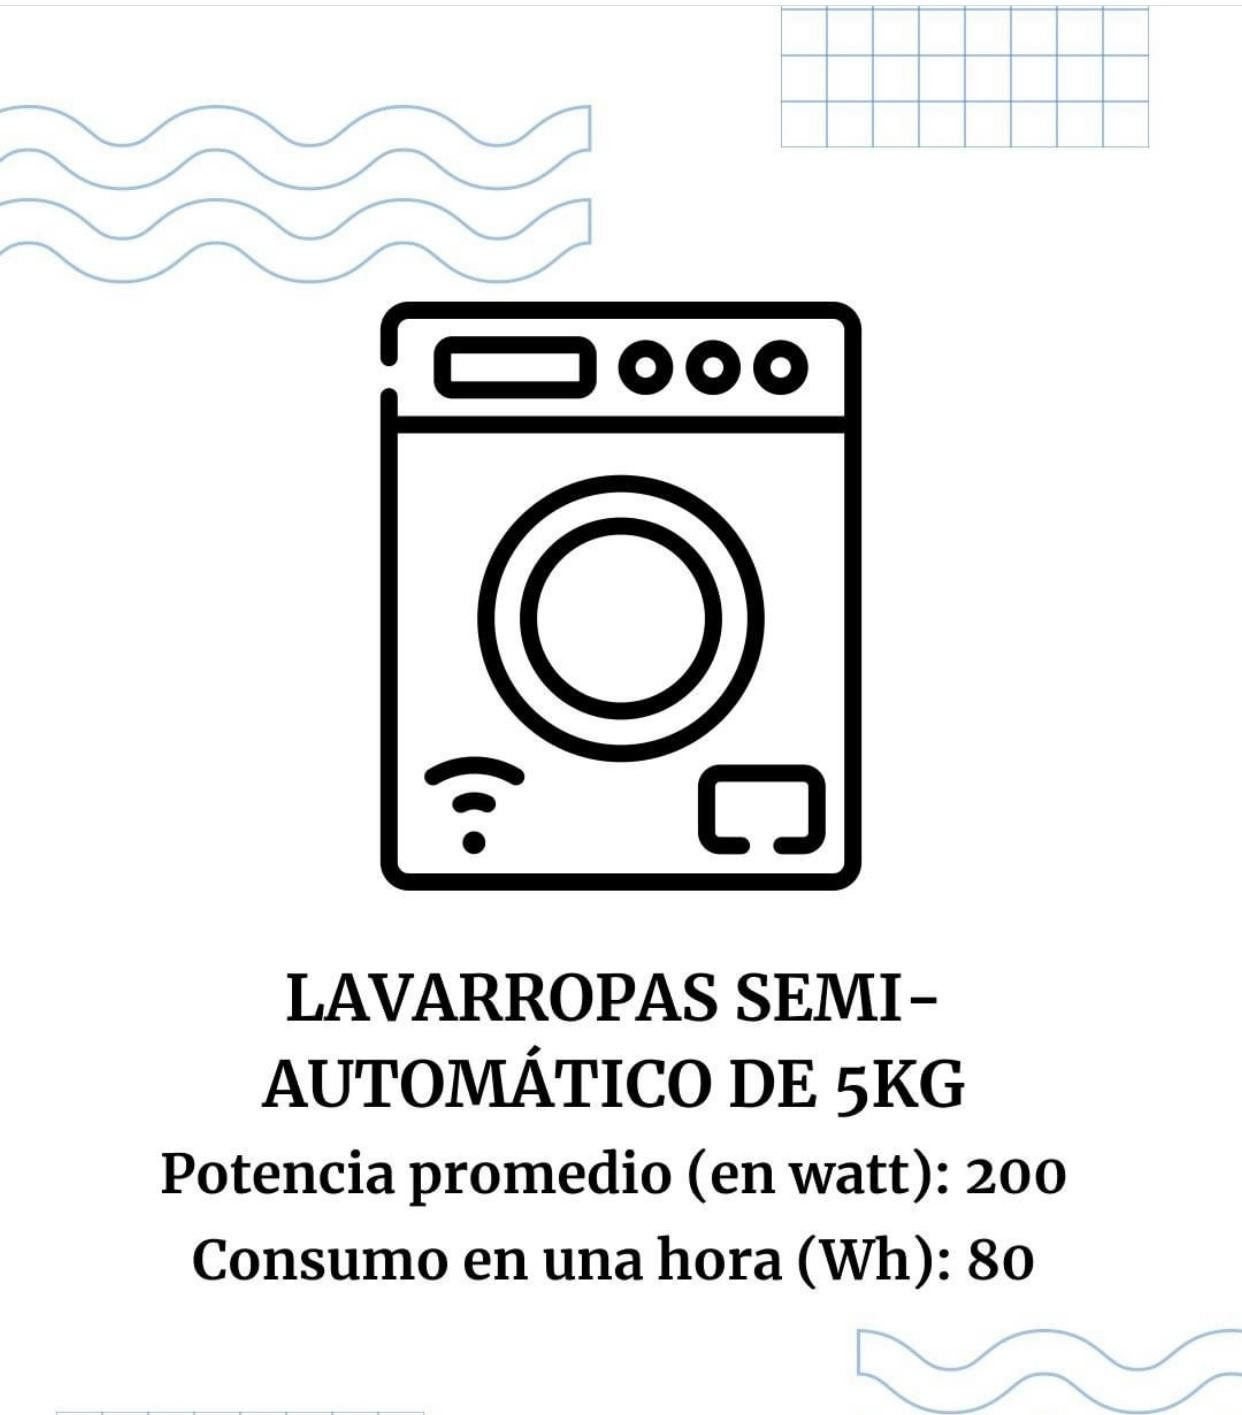 LAVARROPAS SEMI-
AUTOMÁTICO DE 5KG
Potencia promedio (en watt): 200
Consumo en una hora (Wh): 80